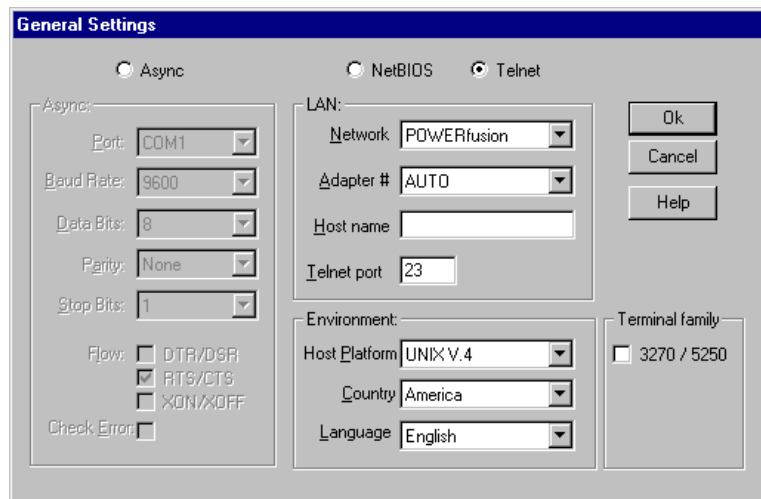 General Settings
Async NetBIOS Telnet
Async:
Port: COM1
Baud Rate: 9600
Data Bits: 8
Parity: None
Stop Bits: 1
Flow: DTR/DSR
RTS/CTS
XON/XOFF
Check Error:
LAN:
Network POWERfusion
Adapter # AUTO
Host name
Telnet port 23
Environment:
Host Platform UNIX V.4
Country America
Language English
Ok
Cancel
Help
Terminal family
3270 / 5250